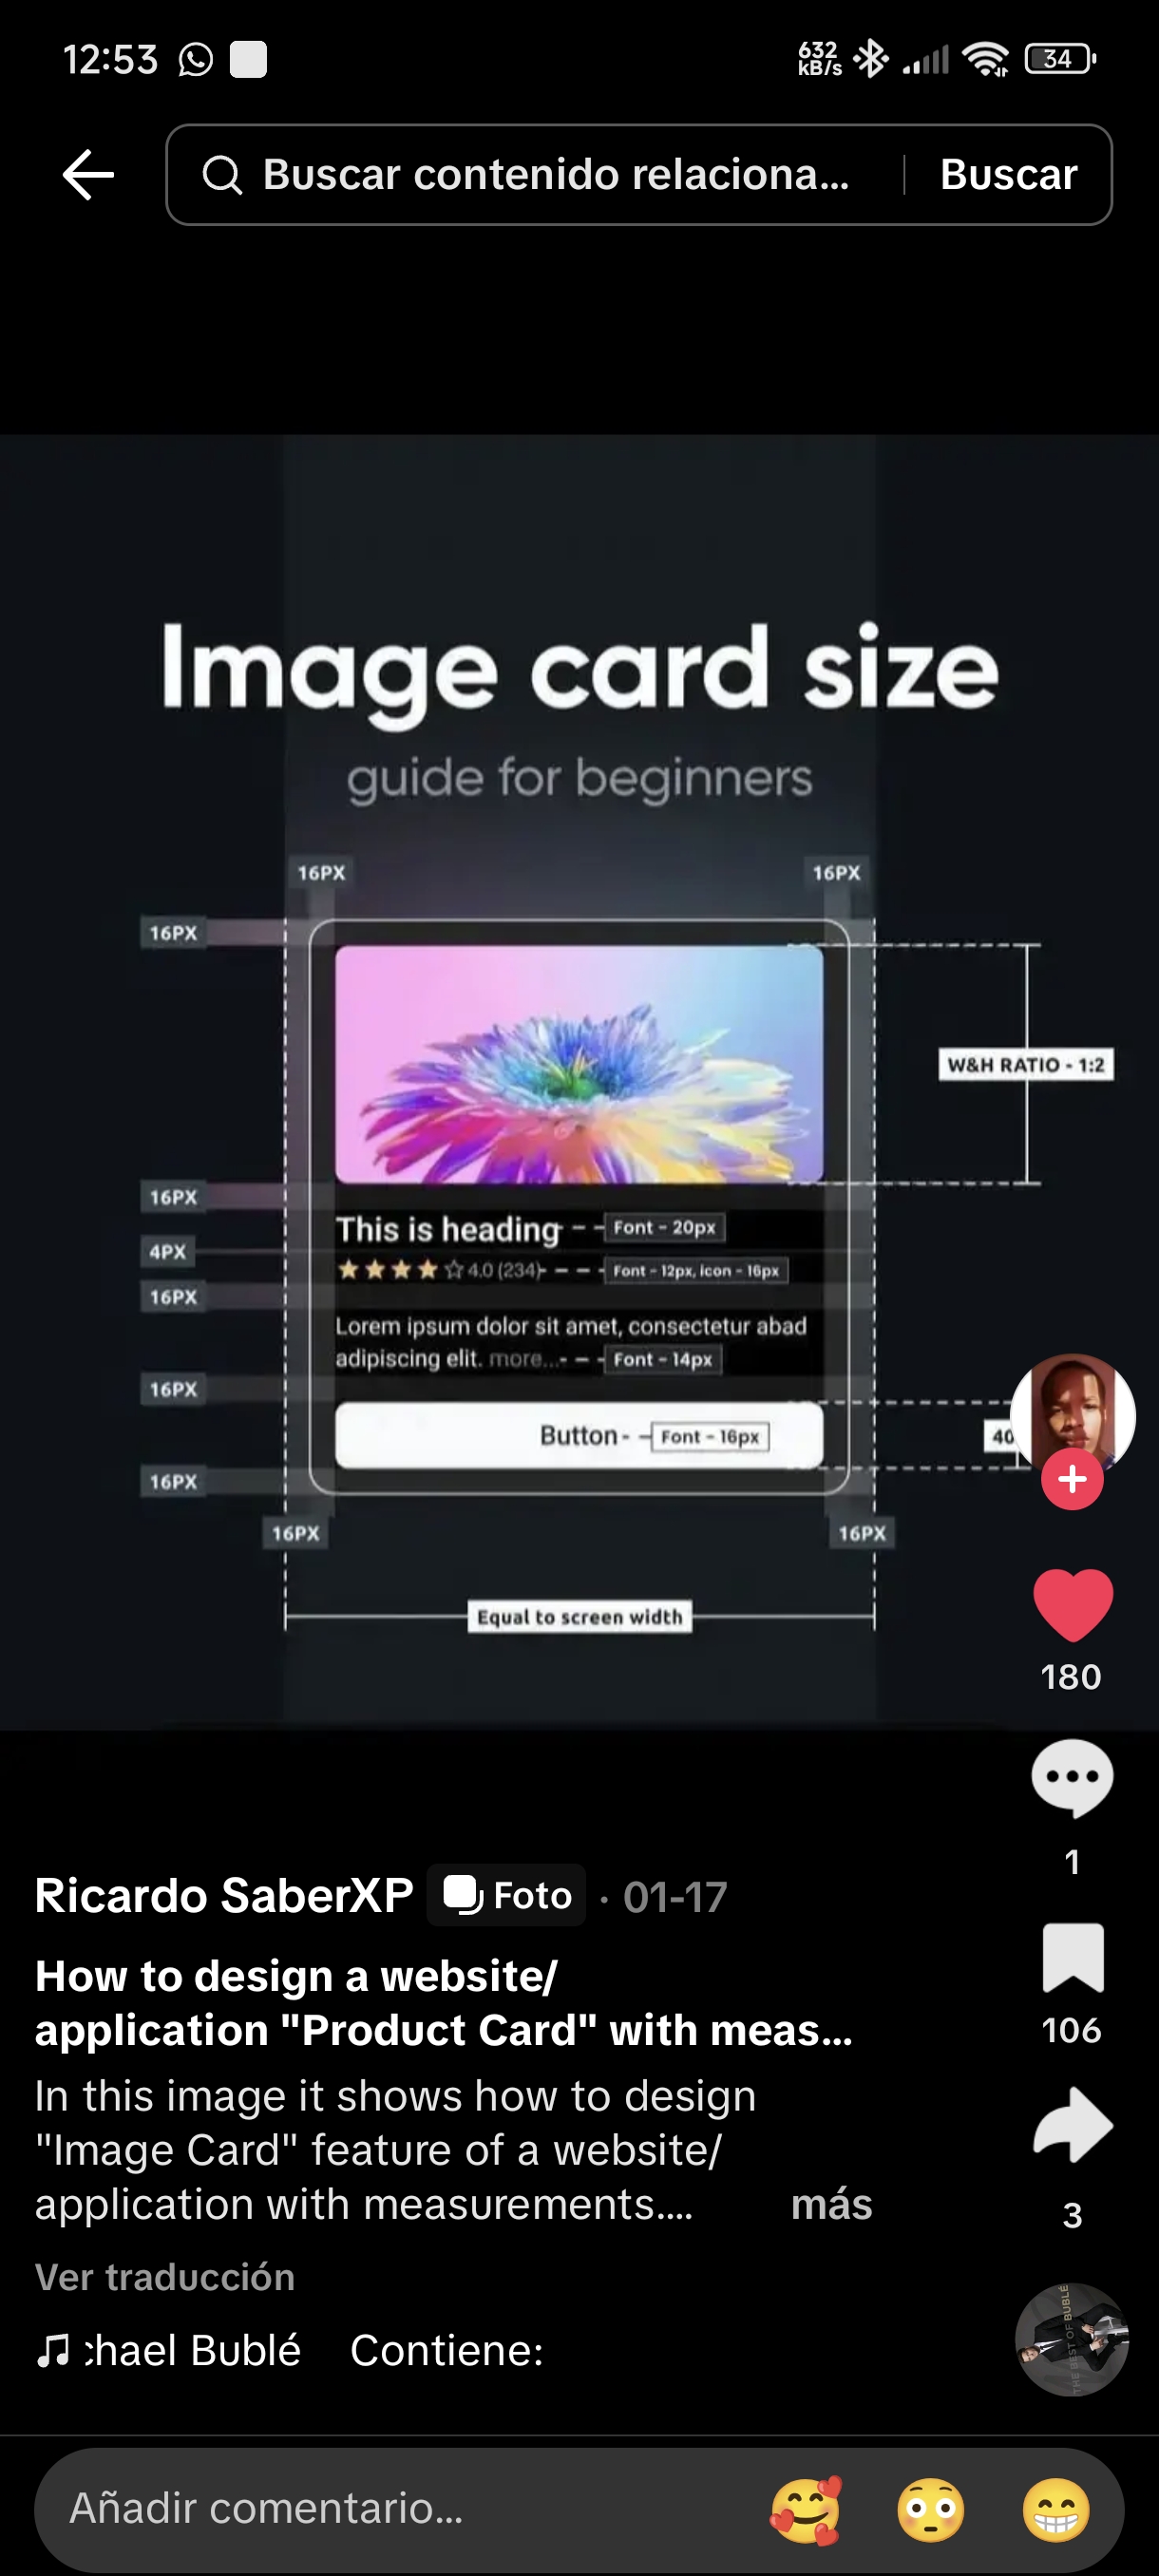 12:53
632
kB/s
34
Buscar contenido relaciona...
Buscar
Image card size
guide for beginners
16PX
16PX
16PX
W&H RATIO - 1:2
16PX
This is heading
Font - 20px
4PX
4.0 (234)
Font - 12px, icon - 16px
16PX
Lorem ipsum dolor sit amet, consectetur abad
adipiscing elit. more...
Font - 14px
16PX
Button
Font - 16px
40
16PX
16PX
16PX
Equal to screen width
180
1
Ricardo SaberXP
Foto
· 01-17
How to design a website/
application "Product Card" with meas...
106
In this image it shows how to design
"Image Card" feature of a website/
application with measurements....
más
3
Ver traducción
chael Bublé
Contiene:
THE BEST OF BUBLÉ
Añadir comentario...